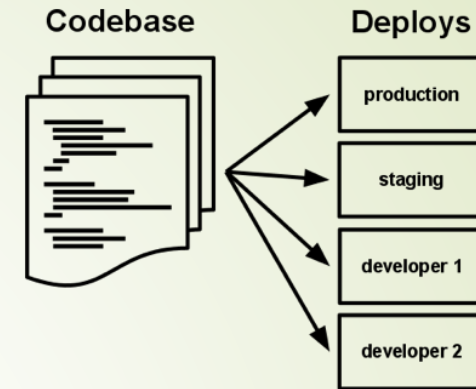 Codebase
Deploys
production
staging
developer 1
developer 2